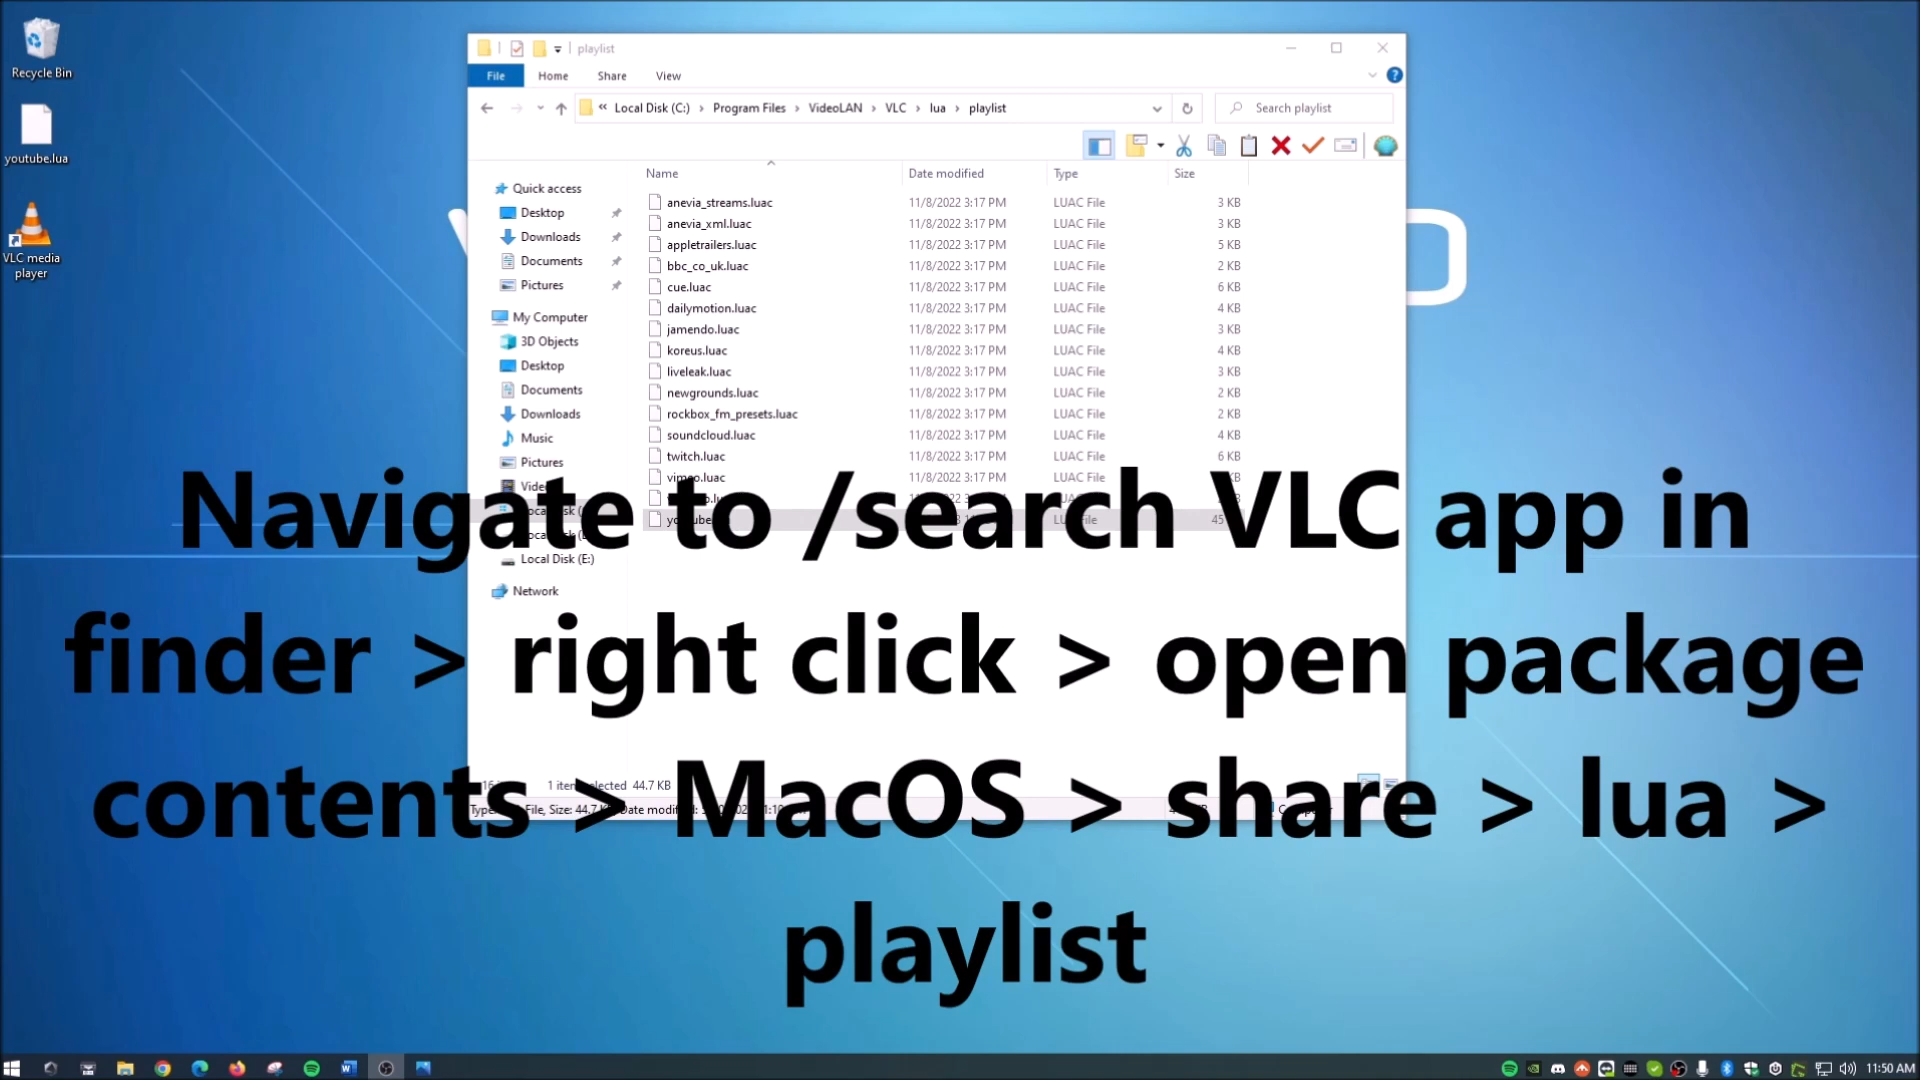 playlist
File Home Share View
Local Disk (C:) > Program Files > VideoLAN > VLC > lua > playlist
Search playlist
Recycle Bin
youtube.lua
VLC media
player
Name Date modified Type Size
Quick access
Desktop
Downloads
Documents
Pictures
My Computer
3D Objects
Desktop
Documents
Downloads
Music
Pictures
Local Disk (E:)
Network
anevia_streams.luac 11/8/2022 3:17 PM LUAC File 3 KB
anevia_xml.luac 11/8/2022 3:17 PM LUAC File 3 KB
appletrailers.luac 11/8/2022 3:17 PM LUAC File 5 KB
bbc_co_uk.luac 11/8/2022 3:17 PM LUAC File 2 KB
cue.luac 11/8/2022 3:17 PM LUAC File 6 KB
dailymotion.luac 11/8/2022 3:17 PM LUAC File 4 KB
jamendo.luac 11/8/2022 3:17 PM LUAC File 3 KB
koreus.luac 11/8/2022 3:17 PM LUAC File 4 KB
liveleak.luac 11/8/2022 3:17 PM LUAC File 3 KB
newgrounds.luac 11/8/2022 3:17 PM LUAC File 2 KB
rockbox_fm_presets.luac 11/8/2022 3:17 PM LUAC File 2 KB
soundcloud.luac 11/8/2022 3:17 PM LUAC File 4 KB
twitch.luac 11/8/2022 3:17 PM LUAC File 6 KB
vimeo.luac 11/8/2022 3:17 PM LUAC File
Navigate to /search VLC app in
finder > right click > open package
contents > MacOS > share > lua >
playlist
1 item selected 44.7 KB
11:50 AM